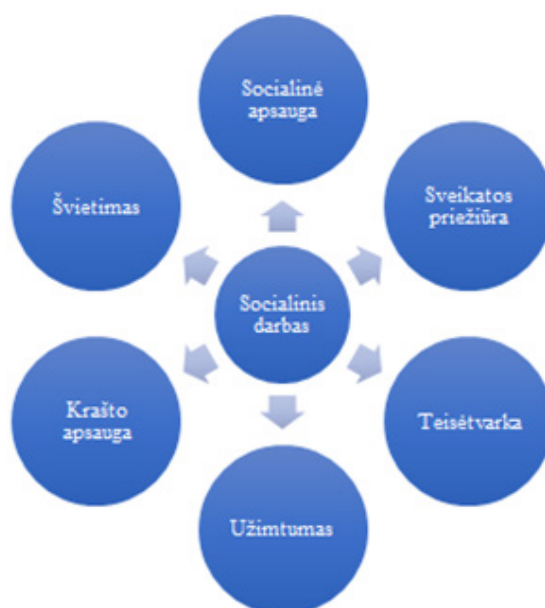 Socialinė
apsauga
Švietimas
Sveikatos
priežiūra
Socialinis
darbas
Krašto
apsauga
Teisėtvarka
Užimtumas